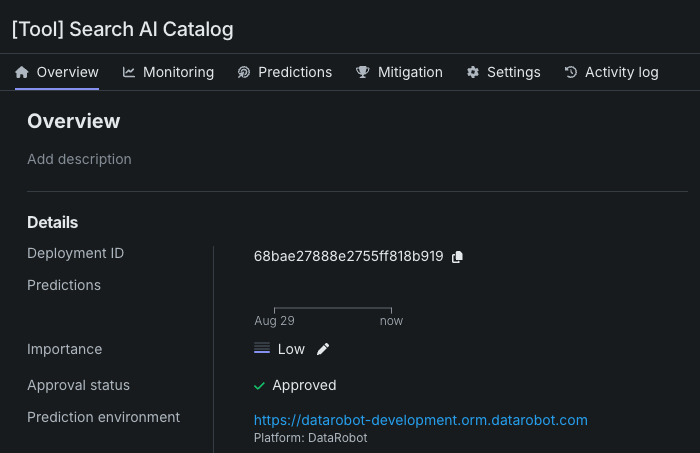 [Tool] Search AI Catalog
Overview Monitoring Predictions Mitigation Settings Activity log
Overview
Add description
Details
Deployment ID 68bae27888e2755ff818b919
Predictions
Aug 29 now
Importance Low
Approval status Approved
Prediction environment https://datarobot-development.orm.datarobot.com
Platform: DataRobot